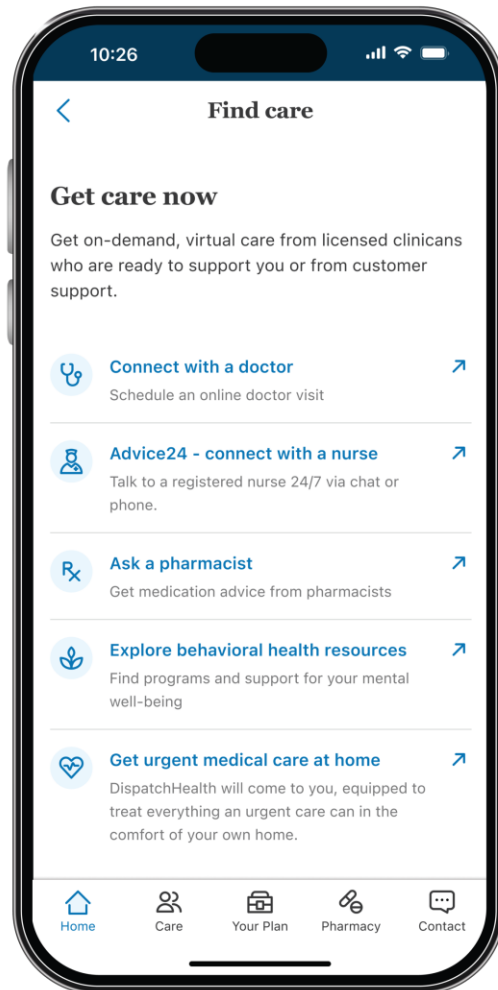 10:26
Find care
Get care now
Get on-demand, virtual care from licensed clinicans
who are ready to support you or from customer
support.
Connect with a doctor
Schedule an online doctor visit
Advice24 - connect with a nurse
Talk to a registered nurse 24/7 via chat or
phone.
Rx
Ask a pharmacist
Get medication advice from pharmacists
Explore behavioral health resources
Find programs and support for your mental
well-being
Get urgent medical care at home
DispatchHealth will come to you, equipped to
treat everything an urgent care can in the
comfort of your own home.
Home Care Your Plan Pharmacy Contact